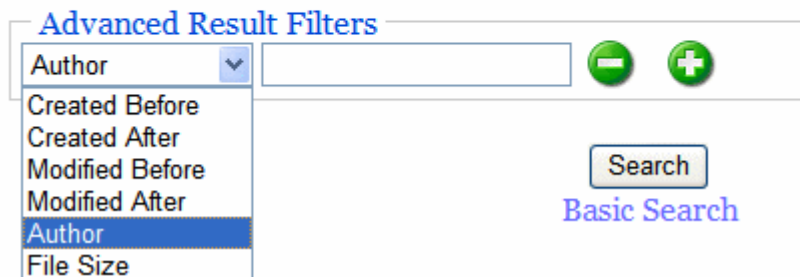 Advanced Result Filters
Author
Created Before
Created After
Modified Before
Modified After
Author
File Size
Search
Basic Search